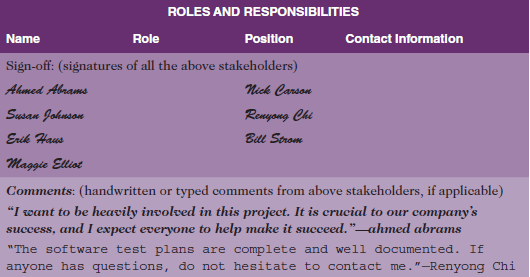 ROLES AND RESPONSIBILITIES
Name Role Position Contact Information
Sign-off: (signatures of all the above stakeholders)
Ahmed Abrams Nick Carson
Susan Johnson Renyong Chi
Erik Haus Bill Strom
Maggie Elliot
Comments: (handwritten or typed comments from above stakeholders, if applicable)
“I want to be heavily involved in this project. It is crucial to our company’s
success, and I expect everyone to help make it succeed.”—ahmed abrams
“The software test plans are complete and well documented. If
anyone has questions, do not hesitate to contact me.”—Renyong Chi